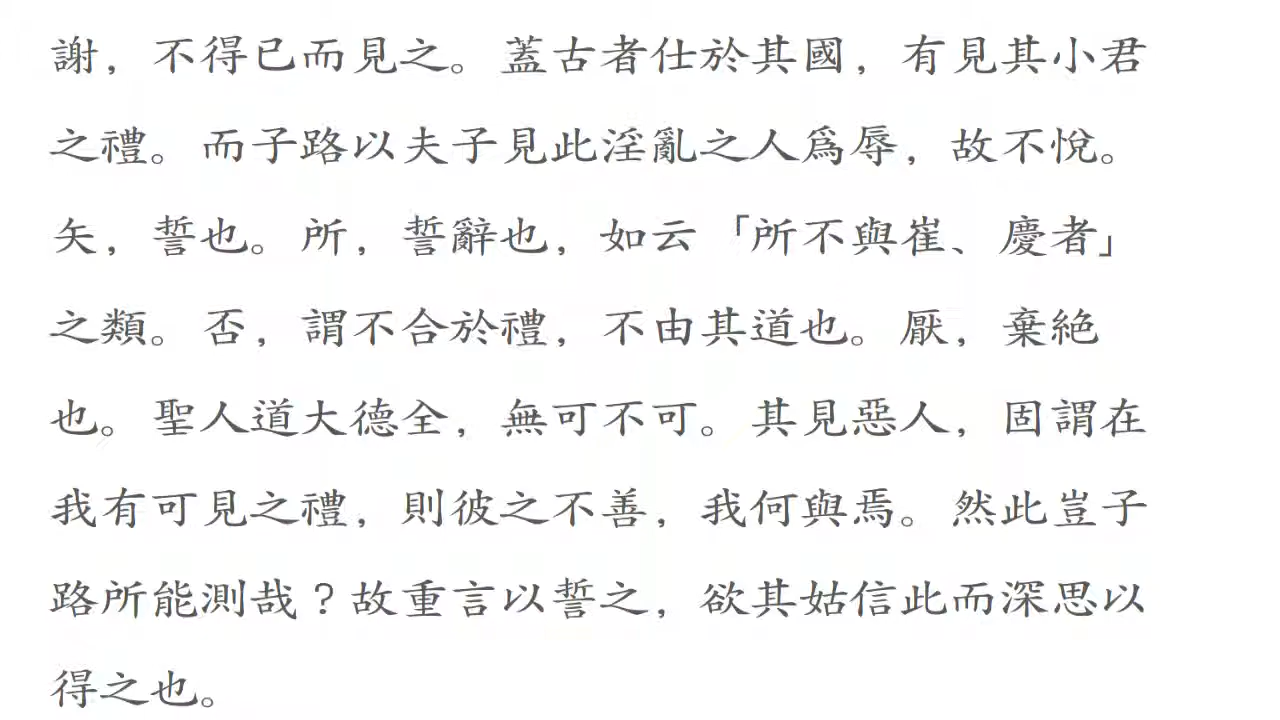 謝，不得已而見之。蓋古者仕於其國，有見其小君
之禮。而子路以夫子見此淫亂之人爲辱，故不悅。
矢，誓也。所，誓辭也，如云「所不與崔、慶者」
之類。否，謂不合於禮，不由其道也。厭，棄絶
也。聖人道大德全，無可不可。其見惡人，固謂在
我有可見之禮，則彼之不善，我何與焉。然此豈子
路所能測哉？故重言以誓之，欲其姑信此而深思以
得之也。